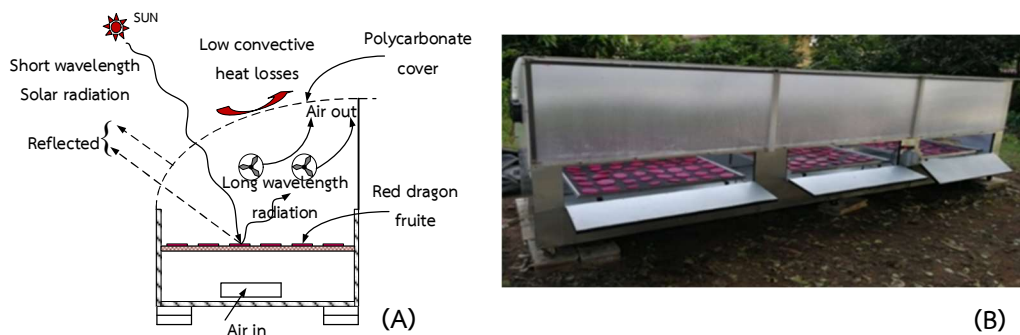 SUN
Short wavelength
Solar radiation
Reflected
Low convective
heat losses
Polycarbonate
cover
Air out
Long wavelength
radiation
Red dragon
fruite
Air in
(A)
(B)